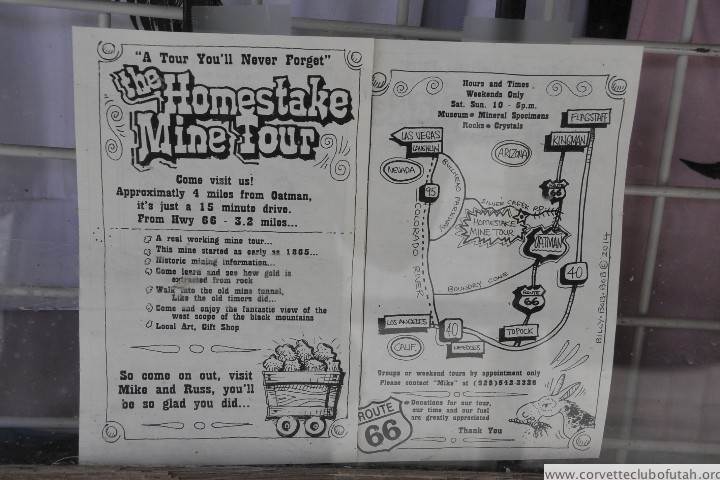 "A Tour You'll Never Forget"
the
Homestake
Mine Tour
Come visit us!
Approximatly 4 miles from Oatman,
it's just a 15 minute drive.
From Hwy 66 - 3.2 miles...
A real working mine tour...
This mine started as early as 1865...
Historic mining information...
Come learn and see how gold is
extracted from rock
Walk into the old mine tunnel,
Like the old timers did...
Come and enjoy the fantastic view of the
west scope of the black mountains
Local Art, Gift Shop
So come on out, visit
Mike and Russ, you'll
be so glad you did...
Hours and Times
Weekends Only
Sat. Sun. 10 - 5p.m.
Museum Mineral Specimens
Rocks Crystals
FLAGSTAFF
LAS VEGAS
LAUGHLIN
KINGMAN
ARIZONA
NEVADA
95
BULLHEAD PARKWAY
ROUTE
66
SILVER CREEK RD.
HOMESTAKE
MINE TOUR
OATMAN
COLORADO RIVER
40
BOUNDRY CONE
ROUTE
66
LOS ANGELES
40
TOPOCK
NEEDLES
CALIF.
BILLY-BOB-BOB © 2014
Groups or weekend tours by appointment only
Please contact "Mike" at
Donations for our tour,
our time and our fuel
are greatly appreciated
Thank You
ROUTE
66
www.corvetteclubofutah.org